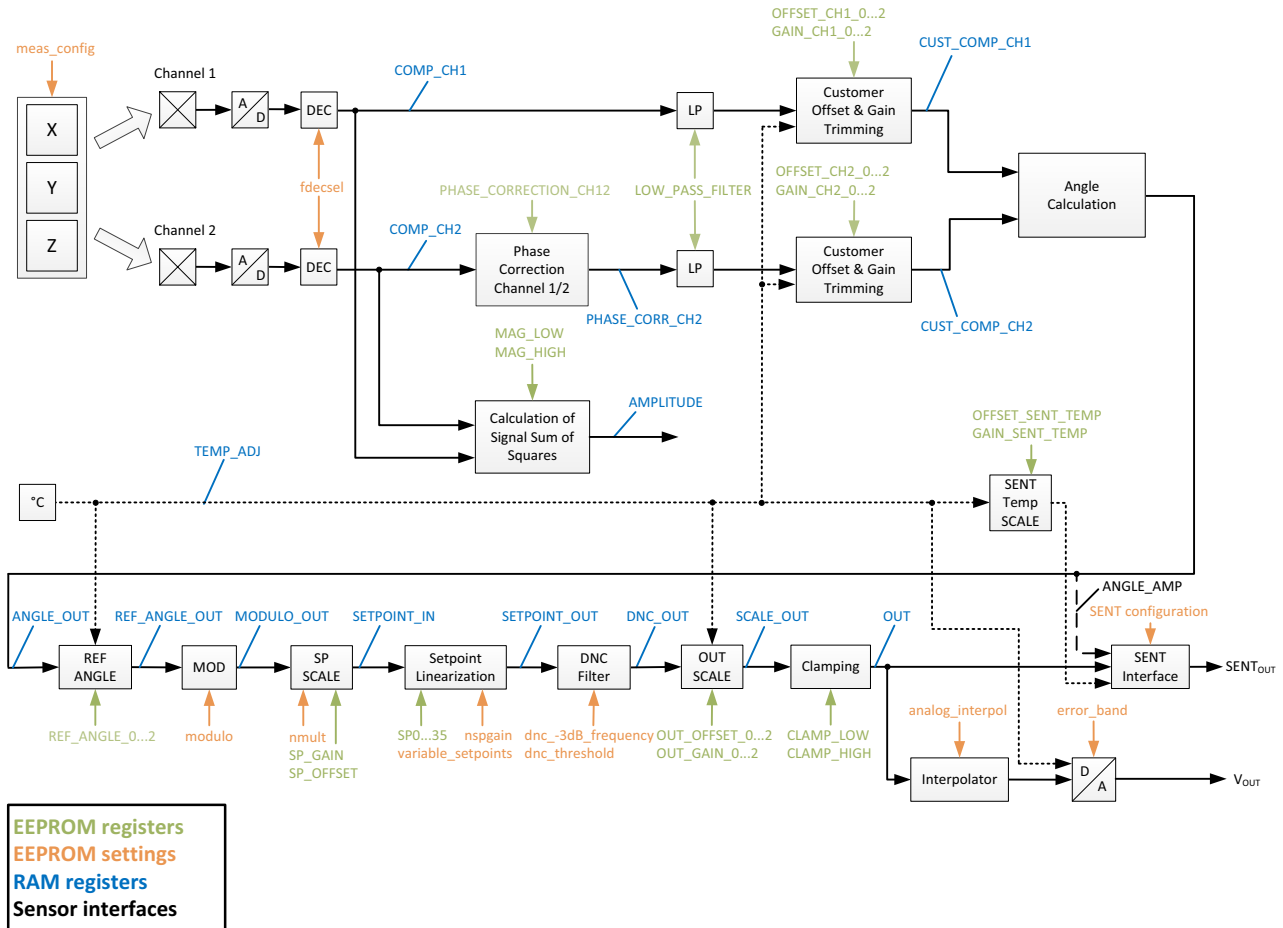 meas_config
X
Y
Z
Channel 1
A
D
DEC
COMP_CH1
LP
OFFSET_CH1_0...2
GAIN_CH1_0...2
Customer
Offset & Gain
Trimming
CUST_COMP_CH1
fdecsel
PHASE_CORRECTION_CH12
LOW_PASS_FILTER
OFFSET_CH2_0...2
GAIN_CH2_0...2
Angle
Calculation
Channel 2
A
D
DEC
COMP_CH2
Phase
Correction
Channel 1/2
PHASE_CORR_CH2
LP
Customer
Offset & Gain
Trimming
CUST_COMP_CH2
MAG_LOW
MAG_HIGH
Calculation of
Signal Sum of
Squares
AMPLITUDE
OFFSET_SENT_TEMP
GAIN_SENT_TEMP
TEMP_ADJ
°C
SENT
Temp
SCALE
ANGLE_AMP
SENT configuration
ANGLE_OUT
REF_ANGLE_OUT
MODULO_OUT
SETPOINT_IN
SETPOINT_OUT
DNC_OUT
SCALE_OUT
OUT
REF
ANGLE
MOD
SP
SCALE
Setpoint
Linearization
DNC
Filter
OUT
SCALE
Clamping
SENT
Interface
SENTOUT
REF_ANGLE_0...2
modulo
nmult
SP_GAIN
SP_OFFSET
SP0...35
nspgain
variable_setpoints
dnc_-3dB_frequency
dnc_threshold
OUT_OFFSET_0...2
OUT_GAIN_0...2
CLAMP_LOW
CLAMP_HIGH
analog_interpol
error_band
Interpolator
D
A
VOUT
EEPROM registers
EEPROM settings
RAM registers
Sensor interfaces